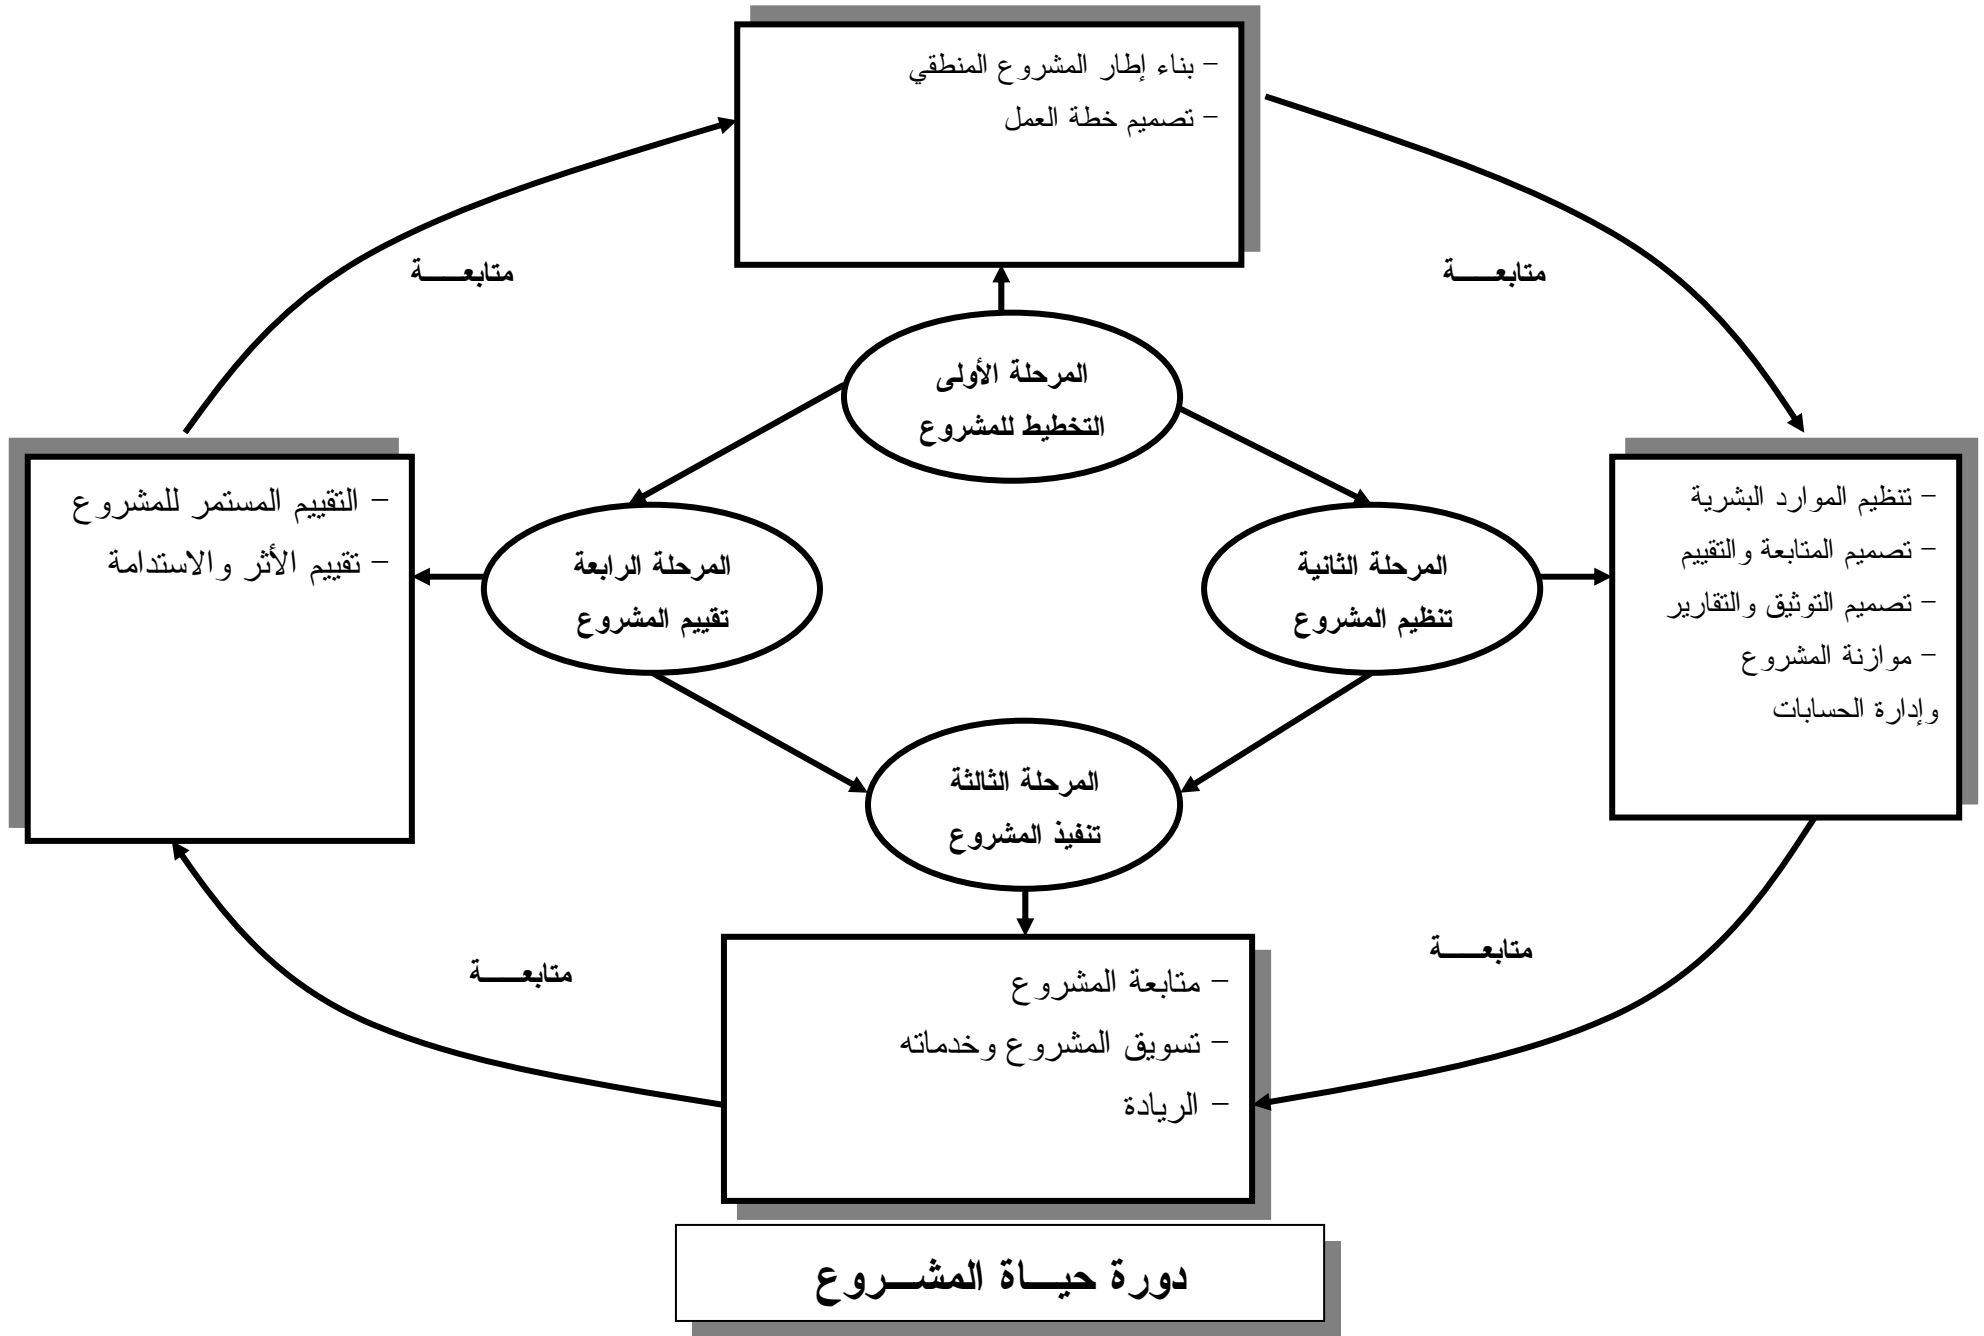 - بناء إطار المشروع المنطقي
- تصميم خطة العمل
متابعـــــة
متابعـــــة
المرحلة الأولى
التخطيط للمشروع
- تنظيم الموارد البشرية
- تصميم المتابعة والتقييم
- تصميم التوثيق والتقارير
- موازنة المشروع
وإدارة الحسابات
المرحلة الثانية
تنظيم المشروع
المرحلة الرابعة
تقييم المشروع
- التقييم المستمر للمشروع
- تقييم الأثر والاستدامة
المرحلة الثالثة
تنفيذ المشروع
متابعـــــة
متابعـــــة
- متابعة المشروع
- تسويق المشروع وخدماته
- الريادة
دورة حيـــاة المشـــروع